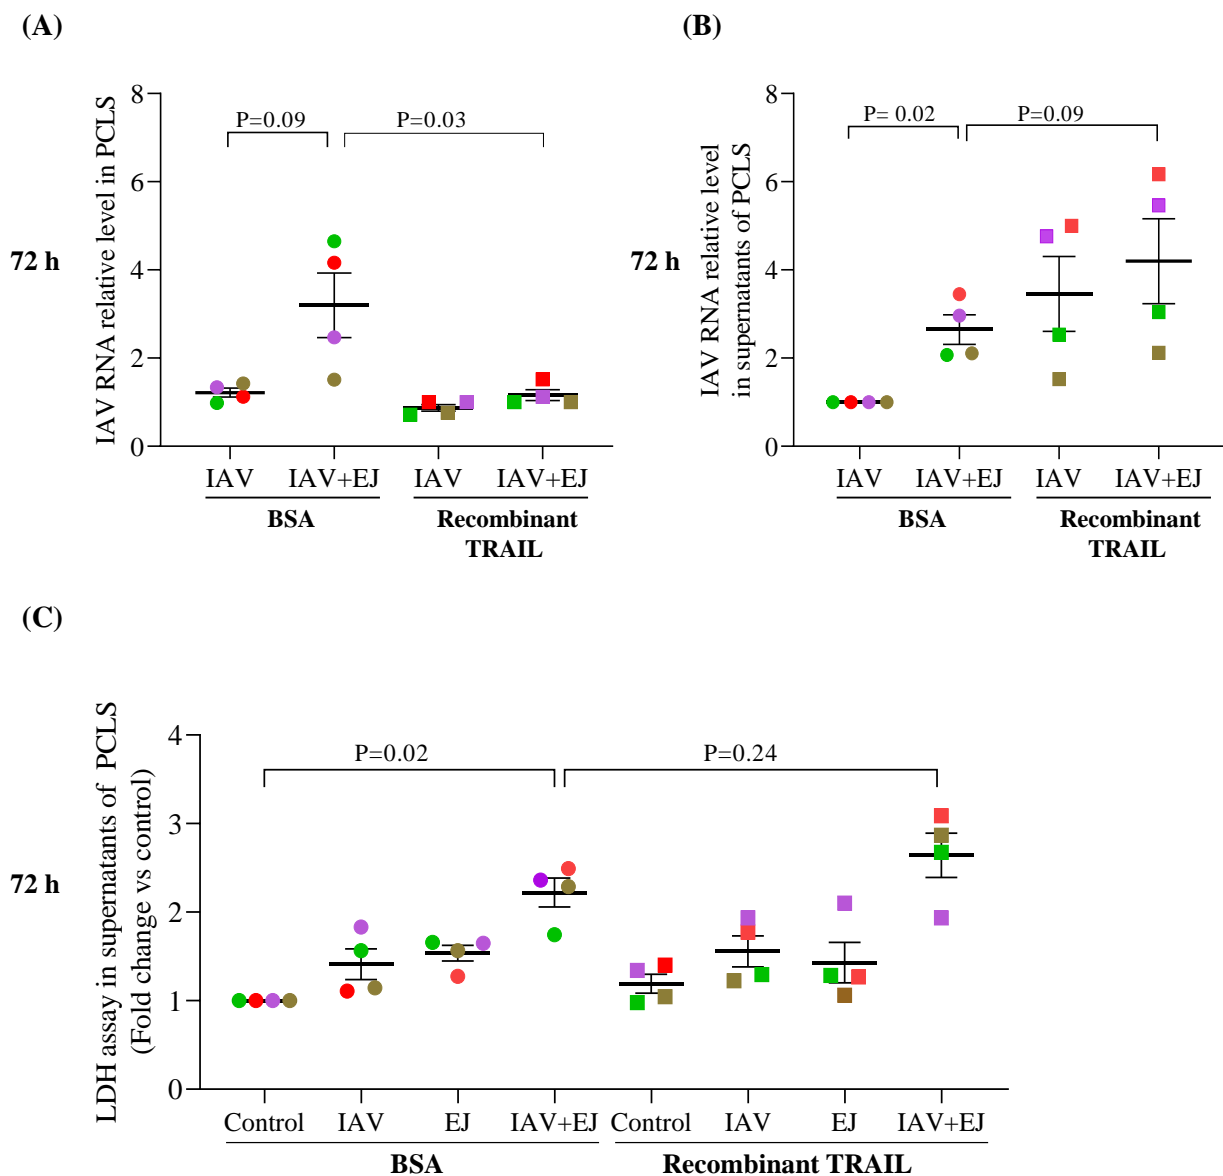 (A)
IAV RNA relative level in PCLS
72 h
8
6
4
2
0
P=0.09
P=0.03
IAV
IAV+EJ
IAV
IAV+EJ
BSA
Recombinant
TRAIL
(B)
IAV RNA relative level
in supernatants of PCLS
72 h
8
6
4
2
0
P= 0.02
P=0.09
IAV
IAV+EJ
IAV
IAV+EJ
BSA
Recombinant
TRAIL
(C)
LDH assay in supernatants of PCLS
(Fold change vs control)
72 h
4
3
2
1
0
P=0.02
P=0.24
Control
IAV
EJ
IAV+EJ
Control
IAV
EJ
IAV+EJ
BSA
Recombinant TRAIL